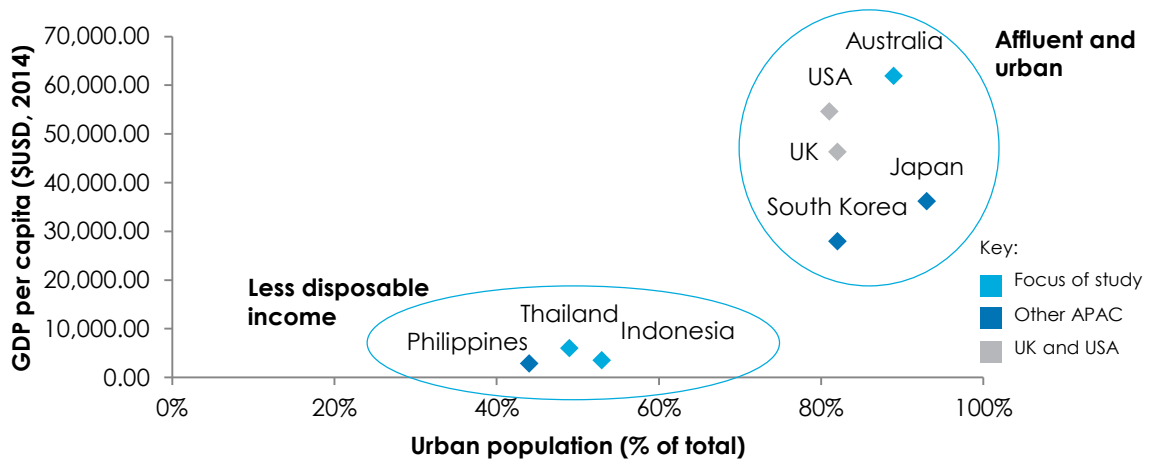 GDP per capita ($USD, 2014)
70,000.00
60,000.00
50,000.00
40,000.00
30,000.00
20,000.00
10,000.00
0.00
Affluent and
urban
Australia
USA
UK
Japan
South Korea
Key:
Focus of study
Other APAC
UK and USA
Less disposable
income
Thailand
Indonesia
Philippines
0%
20%
40%
60%
80%
100%
Urban population (% of total)